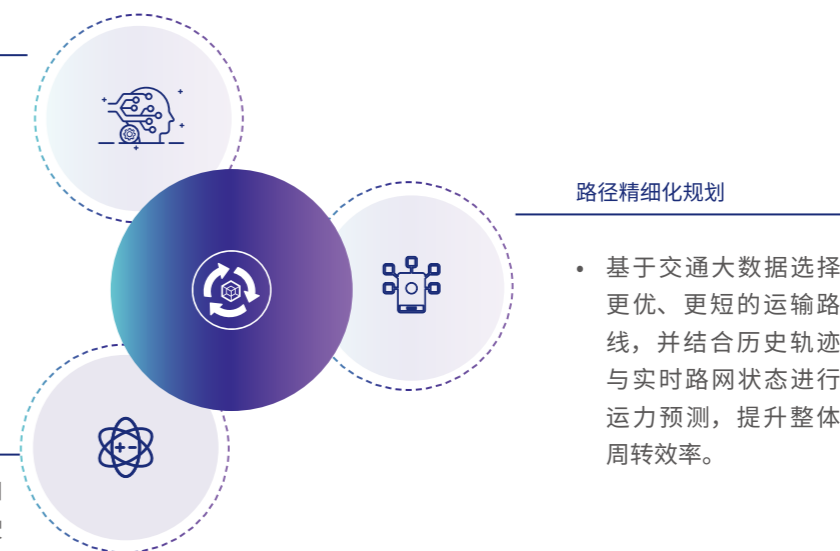 路径精细化规划
• 基于交通大数据选择
更优、更短的运输路
线，并结合历史轨迹
与实时路网状态进行
运力预测，提升整体
周转效率。